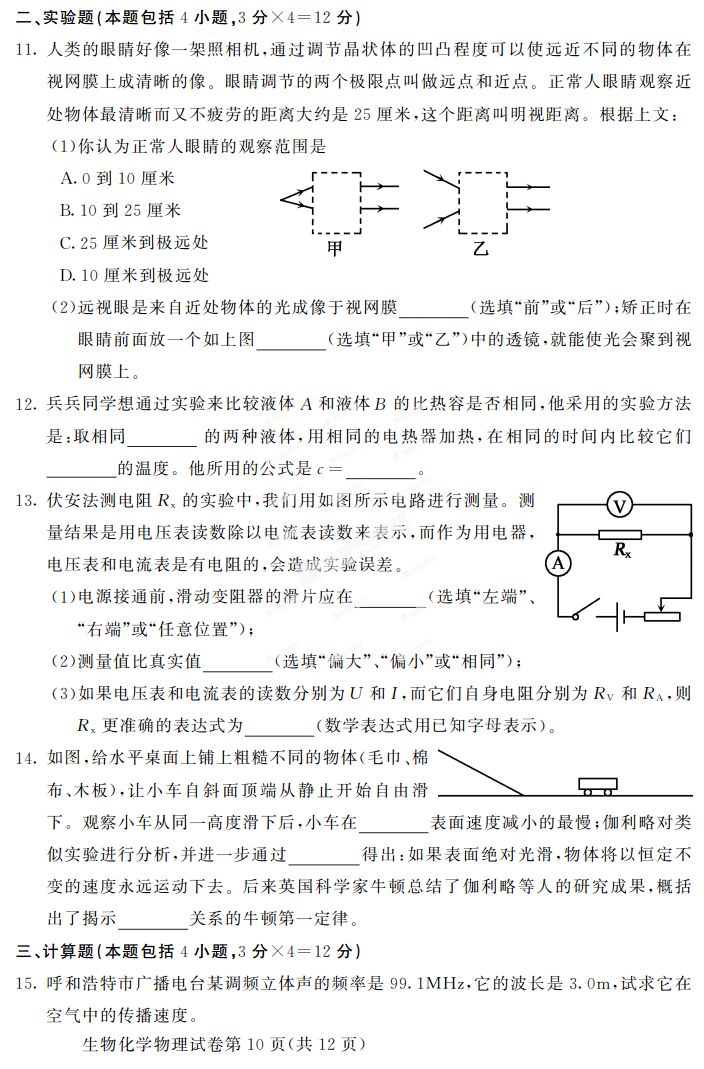 二、实验题(本题包括 4 小题,3 分×4=12 分)
11. 人类的眼睛好像一架照相机,通过调节晶状体的凹凸程度可以使远近不同的物体在
视网膜上成清晰的像。眼睛调节的两个极限点叫做远点和近点。正常人眼睛观察近
处物体最清晰而又不疲劳的距离大约是 25 厘米,这个距离叫明视距离。根据上文:
(1)你认为正常人眼睛的观察范围是
A. 0 到 10 厘米
B. 10 到 25 厘米
C. 25 厘米到极远处
D. 10 厘米到极远处
甲
乙
(2)远视眼是来自近处物体的光成像于视网膜________(选填“前”或“后”);矫正时在
眼睛前面放一个如上图________(选填“甲”或“乙”)中的透镜,就能使光会聚到视
网膜上。
12. 兵兵同学想通过实验来比较液体 A 和液体 B 的比热容是否相同,他采用的实验方法
是:取相同________ 的两种液体,用相同的电热器加热,在相同的时间内比较它们
________的温度。他所用的公式是 c=________。
13. 伏安法测电阻 Rx 的实验中,我们用如图所示电路进行测量。测
量结果是用电压表读数除以电流表读数来表示,而作为用电器,
电压表和电流表是有电阻的,会造成实验误差。
(1)电源接通前,滑动变阻器的滑片应在________(选填“左端”、
“右端”或“任意位置”);
V
Rx
A
(2)测量值比真实值________(选填“偏大”、“偏小”或“相同”);
(3)如果电压表和电流表的读数分别为 U 和 I,而它们自身电阻分别为 RV 和 RA,则
Rx 更准确的表达式为________(数学表达式用已知字母表示)。
14. 如图,给水平桌面上铺上粗糙不同的物体(毛巾、棉
布、木板),让小车自斜面顶端从静止开始自由滑
下。观察小车从同一高度滑下后,小车在________表面速度减小的最慢;伽利略对类
似实验进行分析,并进一步通过________得出:如果表面绝对光滑,物体将以恒定不
变的速度永远运动下去。后来英国科学家牛顿总结了伽利略等人的研究成果,概括
出了揭示________关系的牛顿第一定律。
三、计算题(本题包括 4 小题,3 分×4=12 分)
15. 呼和浩特市广播电台某调频立体声的频率是 99.1MHz,它的波长是 3.0m,试求它在
空气中的传播速度。
生物化学物理试卷第 10 页(共 12 页)